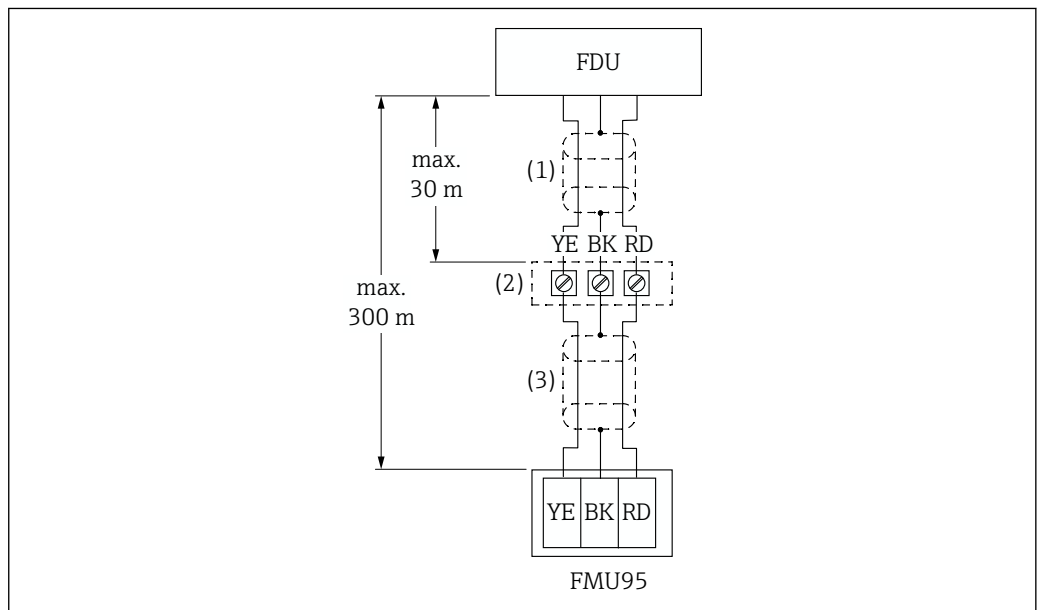 FDU
max.
30 m
(1)
YE BK RD
(2)
max.
300 m
(3)
YE BK RD
FMU95